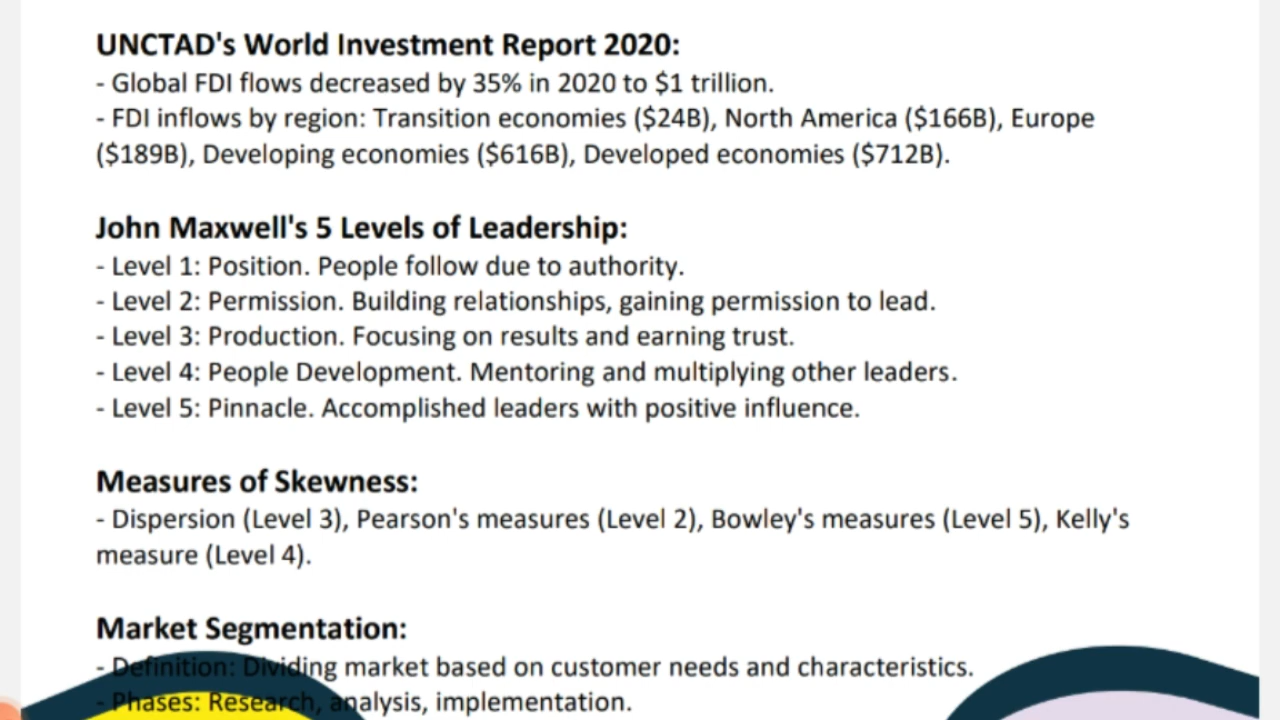 UNCTAD's World Investment Report 2020:
- Global FDI flows decreased by 35% in 2020 to $1 trillion.
- FDI inflows by region: Transition economies ($24B), North America ($166B), Europe
($189B), Developing economies ($616B), Developed economies ($712B).
John Maxwell's 5 Levels of Leadership:
- Level 1: Position. People follow due to authority.
- Level 2: Permission. Building relationships, gaining permission to lead.
- Level 3: Production. Focusing on results and earning trust.
- Level 4: People Development. Mentoring and multiplying other leaders.
- Level 5: Pinnacle. Accomplished leaders with positive influence.
Measures of Skewness:
- Dispersion (Level 3), Pearson's measures (Level 2), Bowley's measures (Level 5), Kelly's
measure (Level 4).
Market Segmentation:
- Definition: Dividing market based on customer needs and characteristics.
- Phases: Research, analysis, implementation.